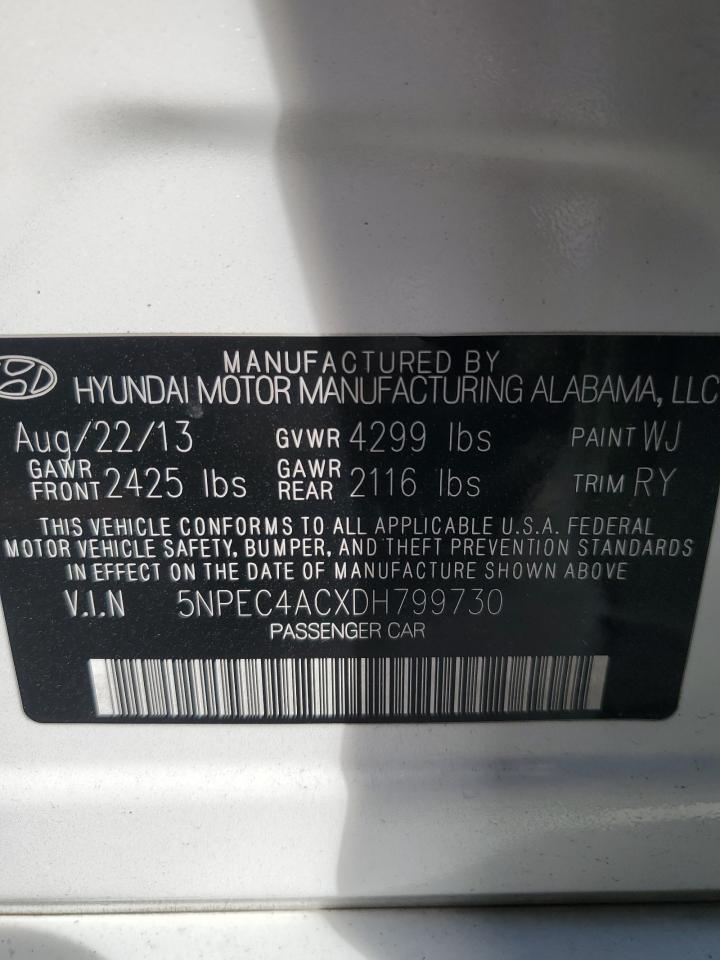 MANUFACTURED BY
HYUNDAI MOTOR MANUFACTURING ALABAMA, LLC
Aug/22/13 GVWR 4299 lbs PAINT WJ
GAWR FRONT 2425 lbs GAWR REAR 2116 lbs TRIM RY
THIS VEHICLE CONFORMS TO ALL APPLICABLE U.S.A. FEDERAL
MOTOR VEHICLE SAFETY, BUMPER, AND THEFT PREVENTION STANDARDS
IN EFFECT ON THE DATE OF MANUFACTURE SHOWN ABOVE.
V.I.N 5NPEC4ACXDH799730
PASSENGER CAR